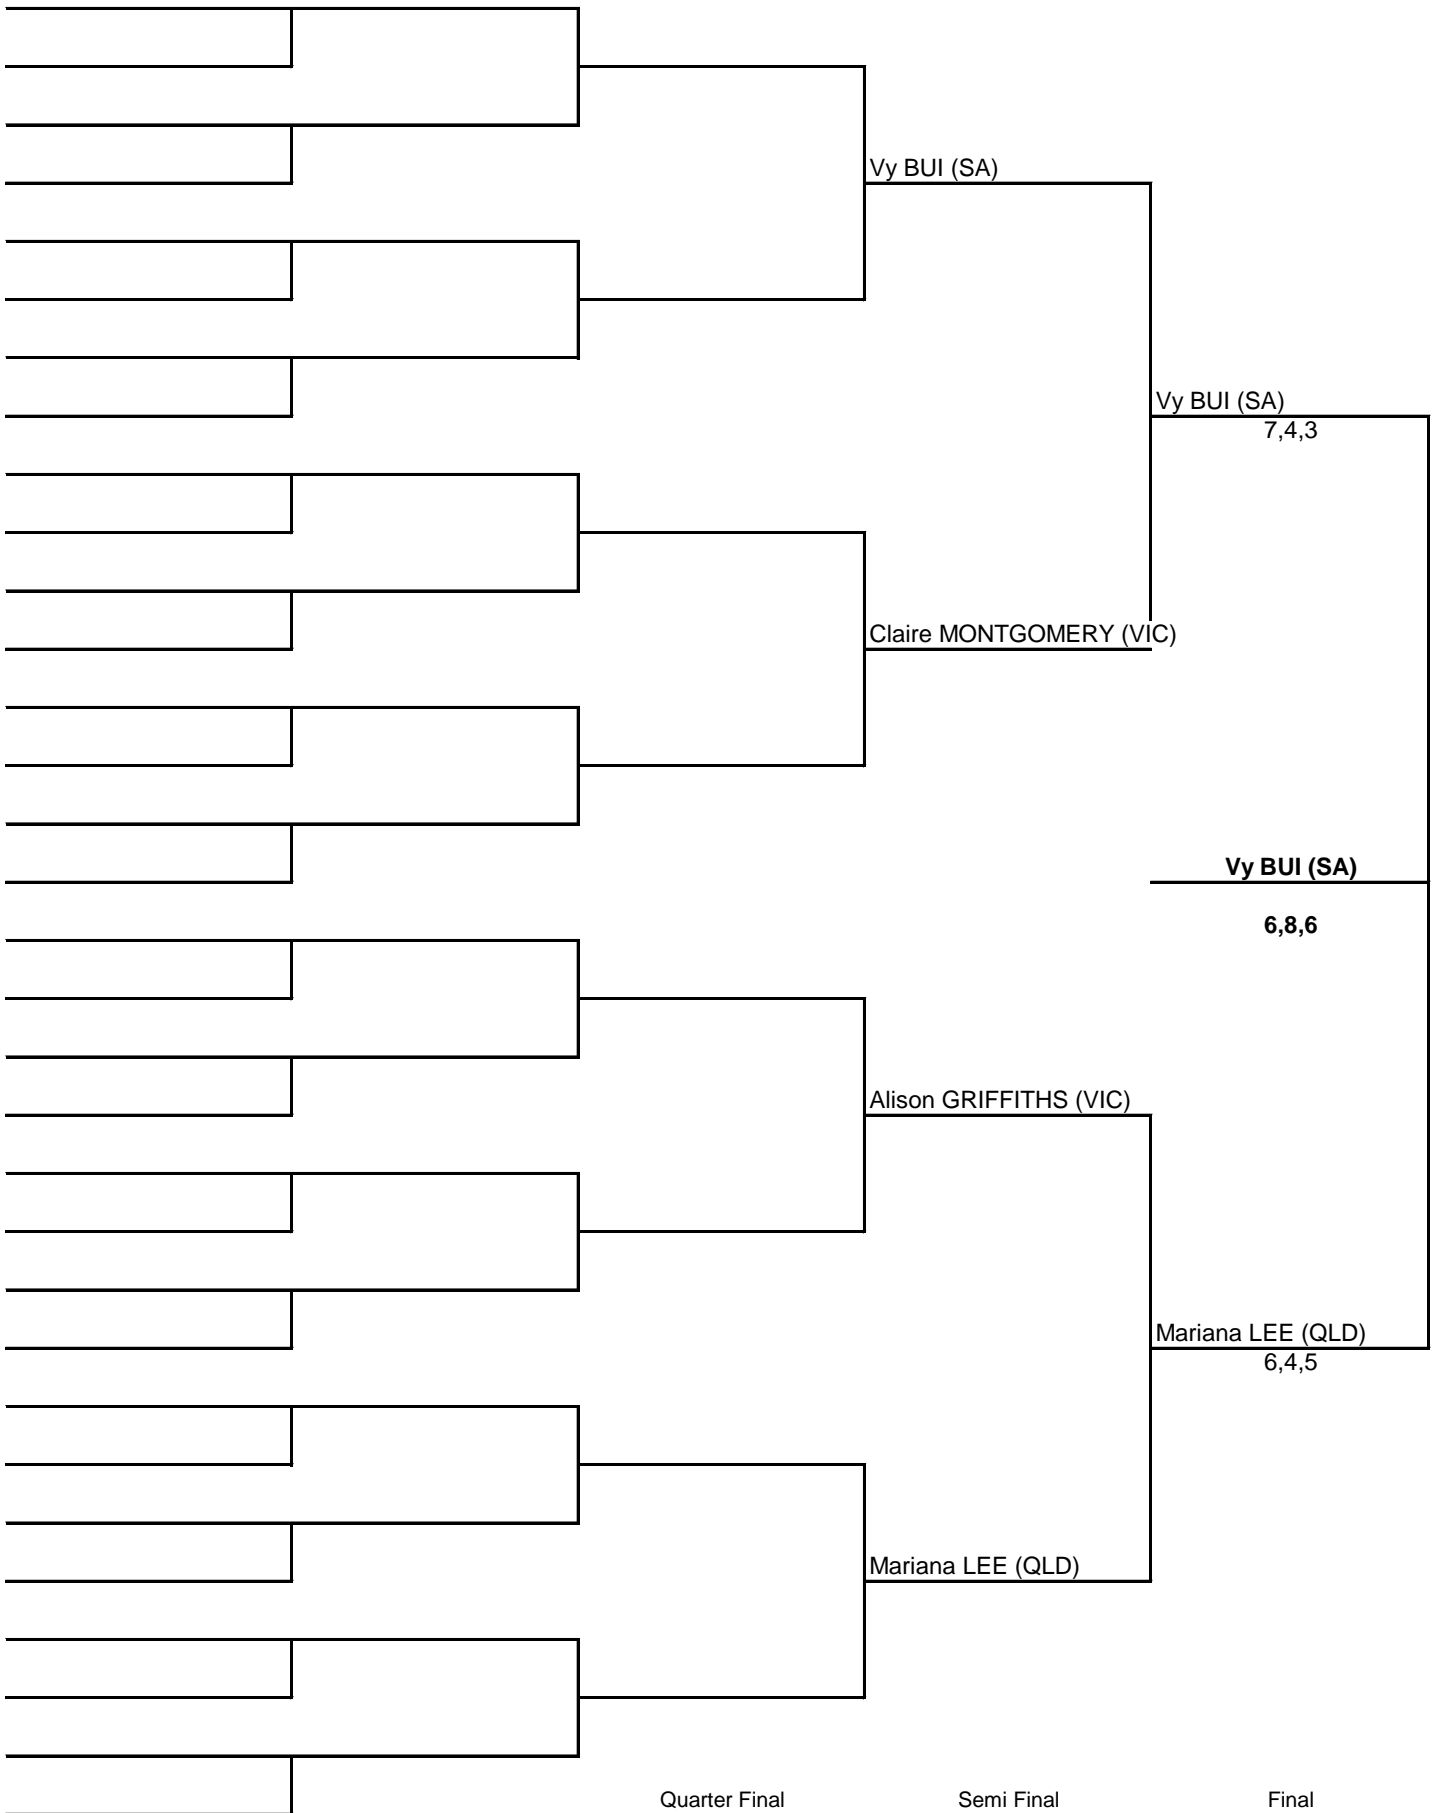 Vy BUI (SA)
Vy BUI (SA)
7,4,3
Claire MONTGOMERY (VIC)
Vy BUI (SA)
6,8,6
Alison GRIFFITHS (VIC)
Mariana LEE (QLD)
6,4,5
Mariana LEE (QLD)
Quarter Final Semi Final Final